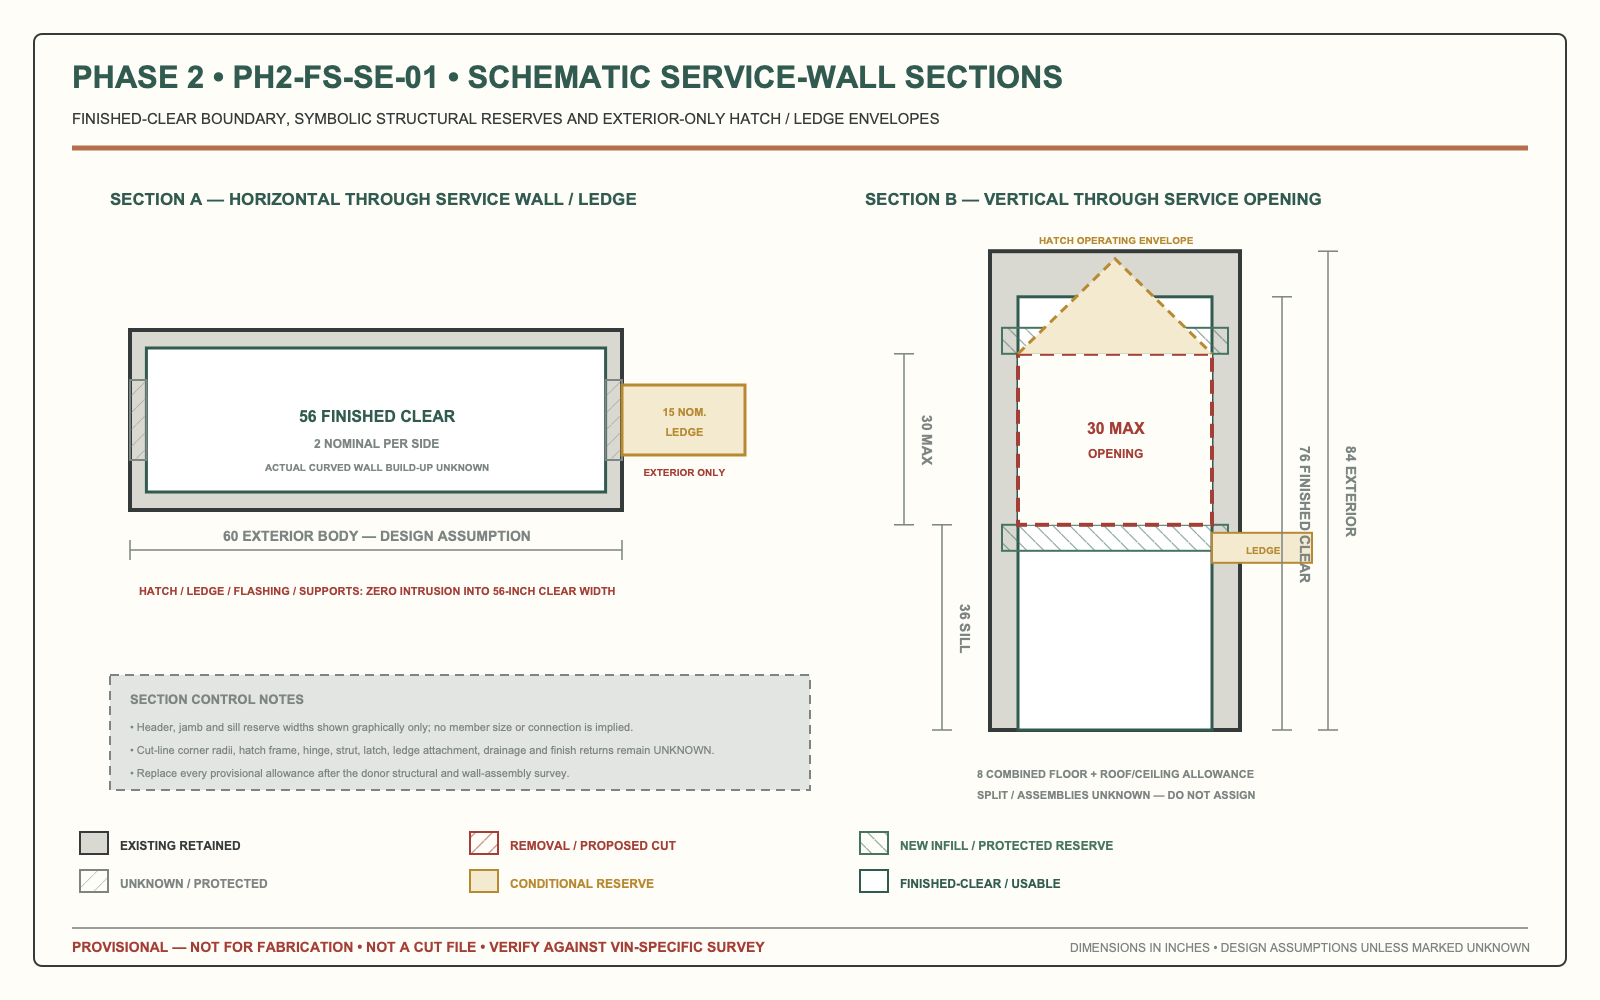 PHASE 2 • PH2-FS-SE-01 • SCHEMATIC SERVICE-WALL SECTIONS
FINISHED-CLEAR BOUNDARY, SYMBOLIC STRUCTURAL RESERVES AND EXTERIOR-ONLY HATCH / LEDGE ENVELOPES
SECTION A — HORIZONTAL THROUGH SERVICE WALL / LEDGE
56 FINISHED CLEAR
2 NOMINAL PER SIDE
ACTUAL CURVED WALL BUILD-UP UNKNOWN
15 NOM.
LEDGE
EXTERIOR ONLY
60 EXTERIOR BODY — DESIGN ASSUMPTION
HATCH / LEDGE / FLASHING / SUPPORTS: ZERO INTRUSION INTO 56-INCH CLEAR WIDTH
SECTION B — VERTICAL THROUGH SERVICE OPENING
HATCH OPERATING ENVELOPE
30 MAX
30 MAX
OPENING
76 FINISHED CLEAR
84 EXTERIOR
LEDGE
36 SILL
8 COMBINED FLOOR + ROOF/CEILING ALLOWANCE
SPLIT / ASSEMBLIES UNKNOWN — DO NOT ASSIGN
SECTION CONTROL NOTES
• Header, jamb and sill reserve widths shown graphically only; no member size or connection is implied.
• Cut-line corner radii, hatch frame, hinge, strut, latch, ledge attachment, drainage and finish returns remain UNKNOWN.
• Replace every provisional allowance after the donor structural and wall-assembly survey.
EXISTING RETAINED
REMOVAL / PROPOSED CUT
NEW INFILL / PROTECTED RESERVE
UNKNOWN / PROTECTED
CONDITIONAL RESERVE
FINISHED-CLEAR / USABLE
PROVISIONAL — NOT FOR FABRICATION • NOT A CUT FILE • VERIFY AGAINST VIN-SPECIFIC SURVEY
DIMENSIONS IN INCHES • DESIGN ASSUMPTIONS UNLESS MARKED UNKNOWN